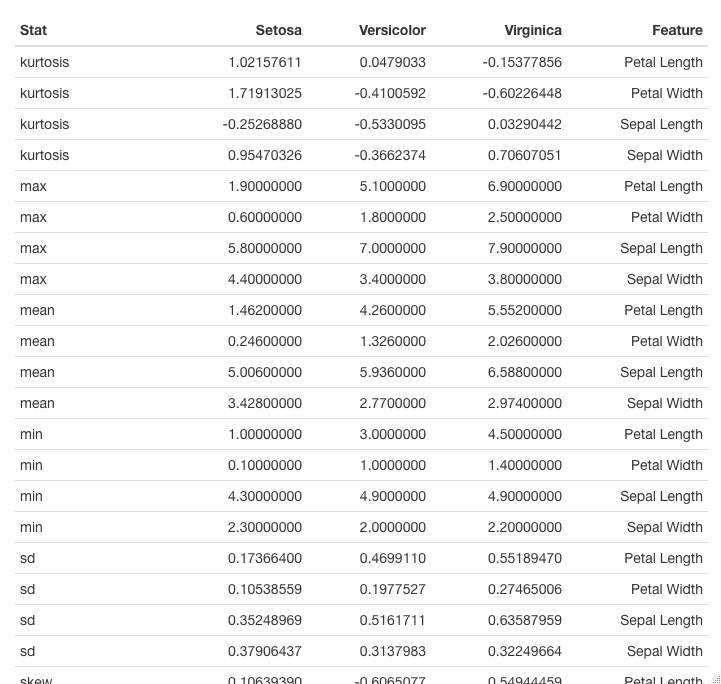 Stat Setosa Versicolor Virginica Feature
kurtosis 1.02157611 0.0479033 -0.15377856 Petal Length
kurtosis 1.71913025 -0.4100592 -0.60226448 Petal Width
kurtosis -0.25268880 -0.5330095 0.03290442 Sepal Length
kurtosis 0.95470326 -0.3662374 0.70607051 Sepal Width
max 1.90000000 5.1000000 6.90000000 Petal Length
max 0.60000000 1.8000000 2.50000000 Petal Width
max 5.80000000 7.0000000 7.90000000 Sepal Length
max 4.40000000 3.4000000 3.80000000 Sepal Width
mean 1.46200000 4.2600000 5.55200000 Petal Length
mean 0.24600000 1.3260000 2.02600000 Petal Width
mean 5.00600000 5.9360000 6.58800000 Sepal Length
mean 3.42800000 2.7700000 2.97400000 Sepal Width
min 1.00000000 3.0000000 4.50000000 Petal Length
min 0.10000000 1.0000000 1.40000000 Petal Width
min 4.30000000 4.9000000 4.90000000 Sepal Length
min 2.30000000 2.0000000 2.20000000 Sepal Width
sd 0.17366400 0.4699110 0.55189470 Petal Length
sd 0.10538559 0.1977527 0.27465006 Petal Width
sd 0.35248969 0.5161711 0.63587959 Sepal Length
sd 0.37906437 0.3137983 0.32249664 Sepal Width
skew 0.10639390 -0.6065077 0.54944459 Petal Length